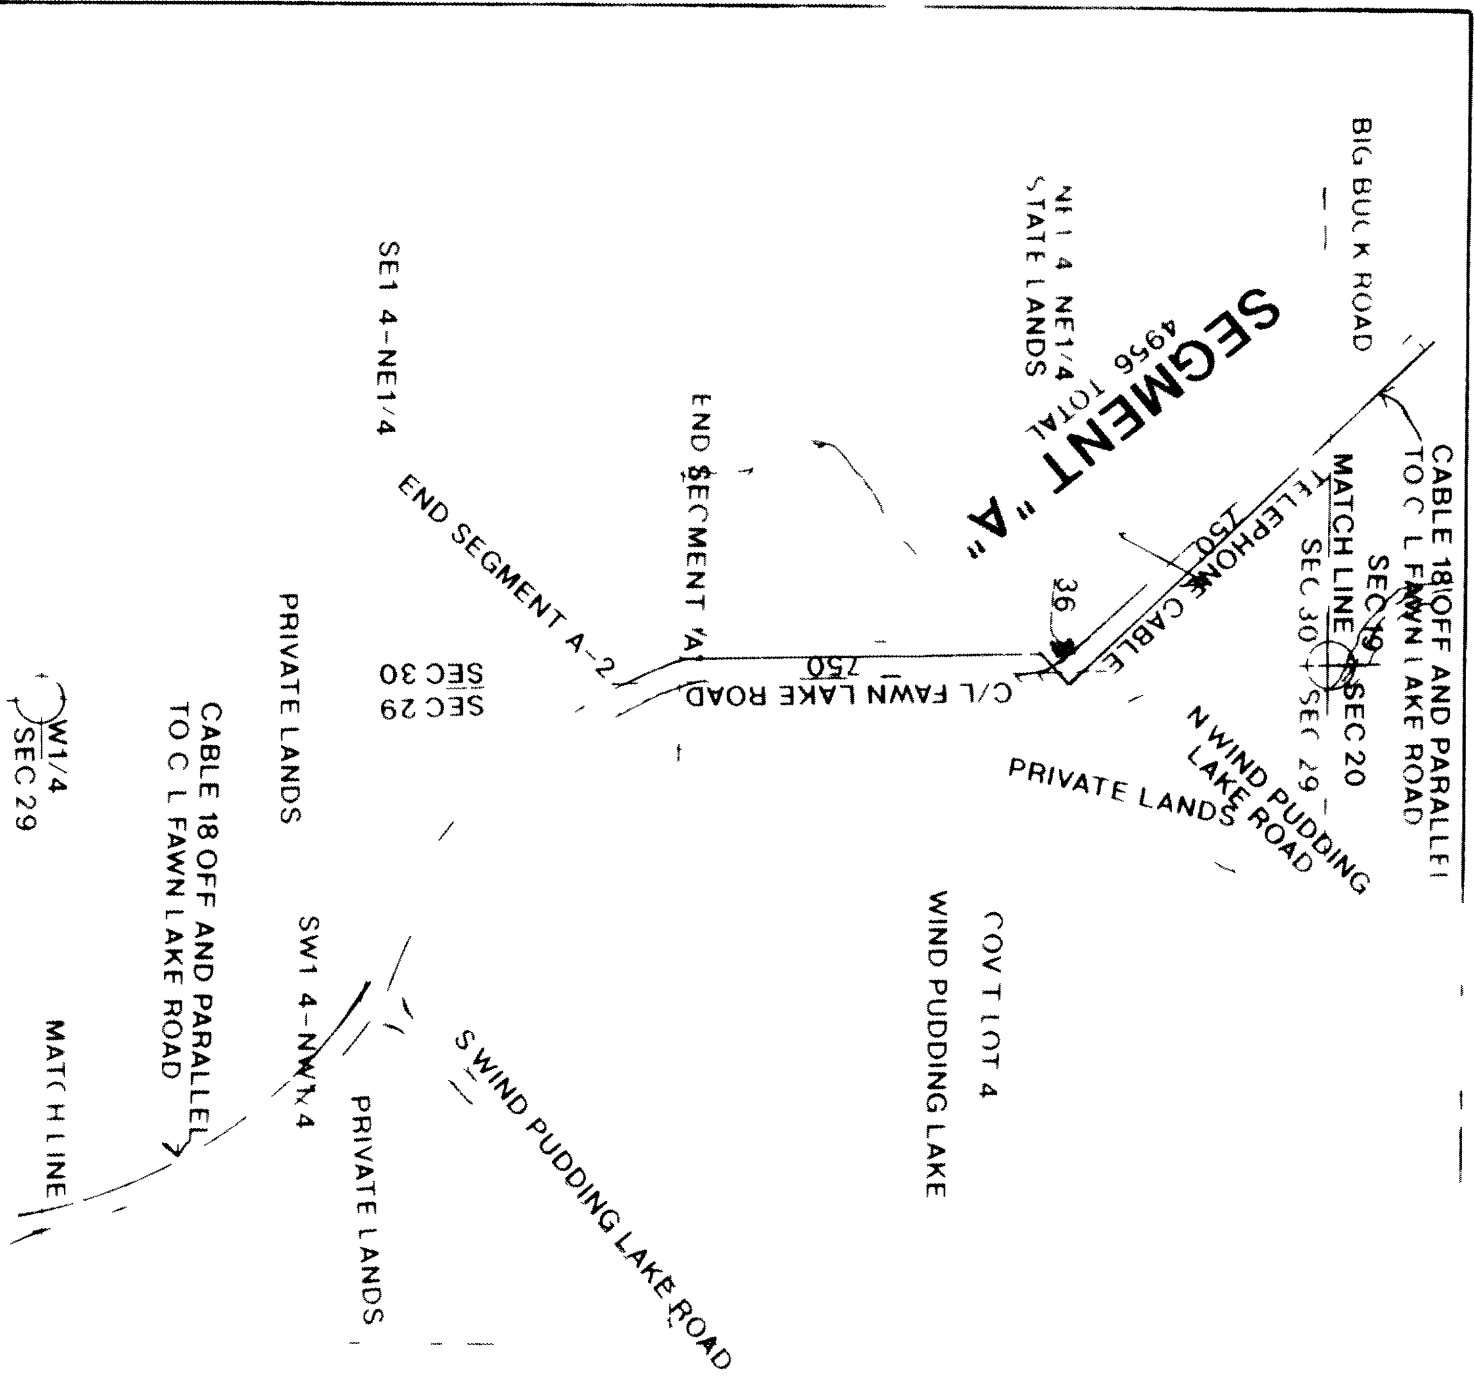 CABLE 18' OFF AND PARALLEL
TO C L FAWN LAKE ROAD
BIG BUCK ROAD
SEC 19
SEC 20
MATCH LINE
SEC 30
SEC 29
TELEPHONE CABLE
750
N WIND PUDDING
LAKE ROAD
SEGMENT "A"
4956 TOTAL
NE1 4 NE1/4
STATE LANDS
36
PRIVATE LANDS
C/L FAWN LAKE ROAD
750
GOV T LOT 4
WIND PUDDING LAKE
END SEGMENT "A"
END SEGMENT A-2
SE1 4-NE1/4
SEC 30
SEC 29
PRIVATE LANDS
SW1 4-NW1 4
S WIND PUDDING LAKE ROAD
PRIVATE LANDS
CABLE 18 OFF AND PARALLEL
TO C L FAWN LAKE ROAD
W1/4
SEC 29
MATCH LINE